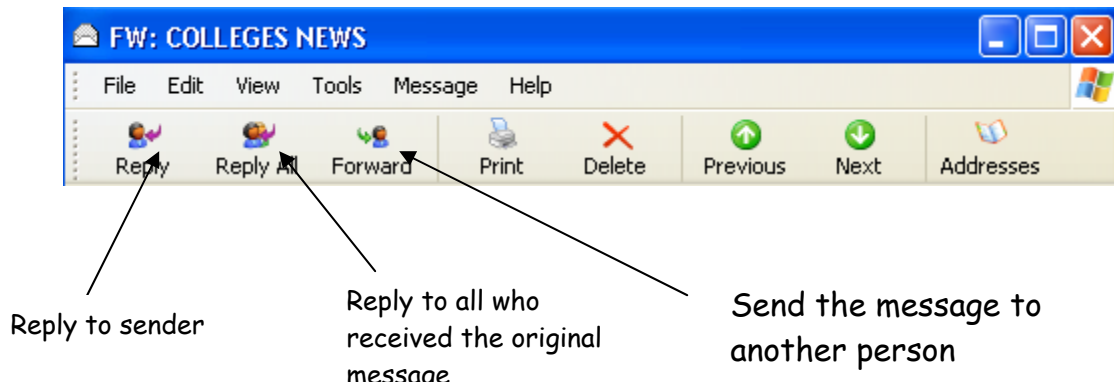 FW: COLLEGES NEWS
File Edit View Tools Message Help
Reply Reply All Forward Print Delete Previous Next Addresses
Reply to sender
Reply to all who
received the original
message
Send the message to
another person